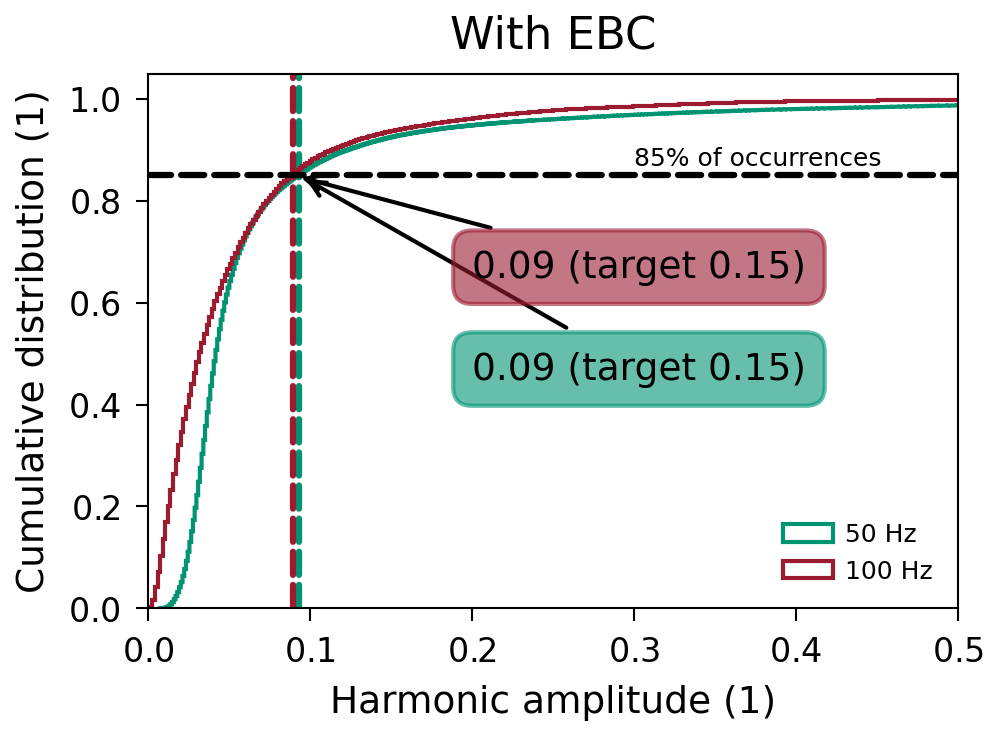 With EBC
Cumulative distribution (1)
1.0
0.8
0.6
0.4
0.2
0.0
85% of occurrences
0.09 (target 0.15)
0.09 (target 0.15)
50 Hz
100 Hz
0.0 0.1 0.2 0.3 0.4 0.5
Harmonic amplitude (1)